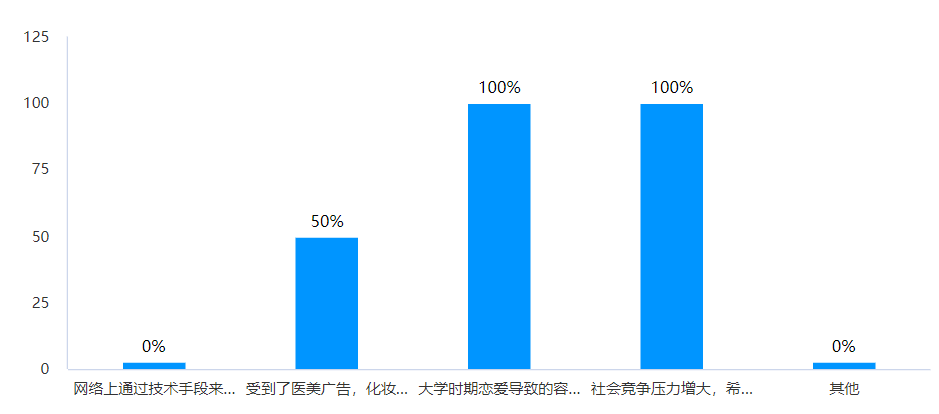 125
100
75
50
25
0
0%
50%
100%
100%
0%
网络上通过技术手段来...
受到了医美广告，化妆...
大学时期恋爱导致的容...
社会竞争压力增大，希...
其他